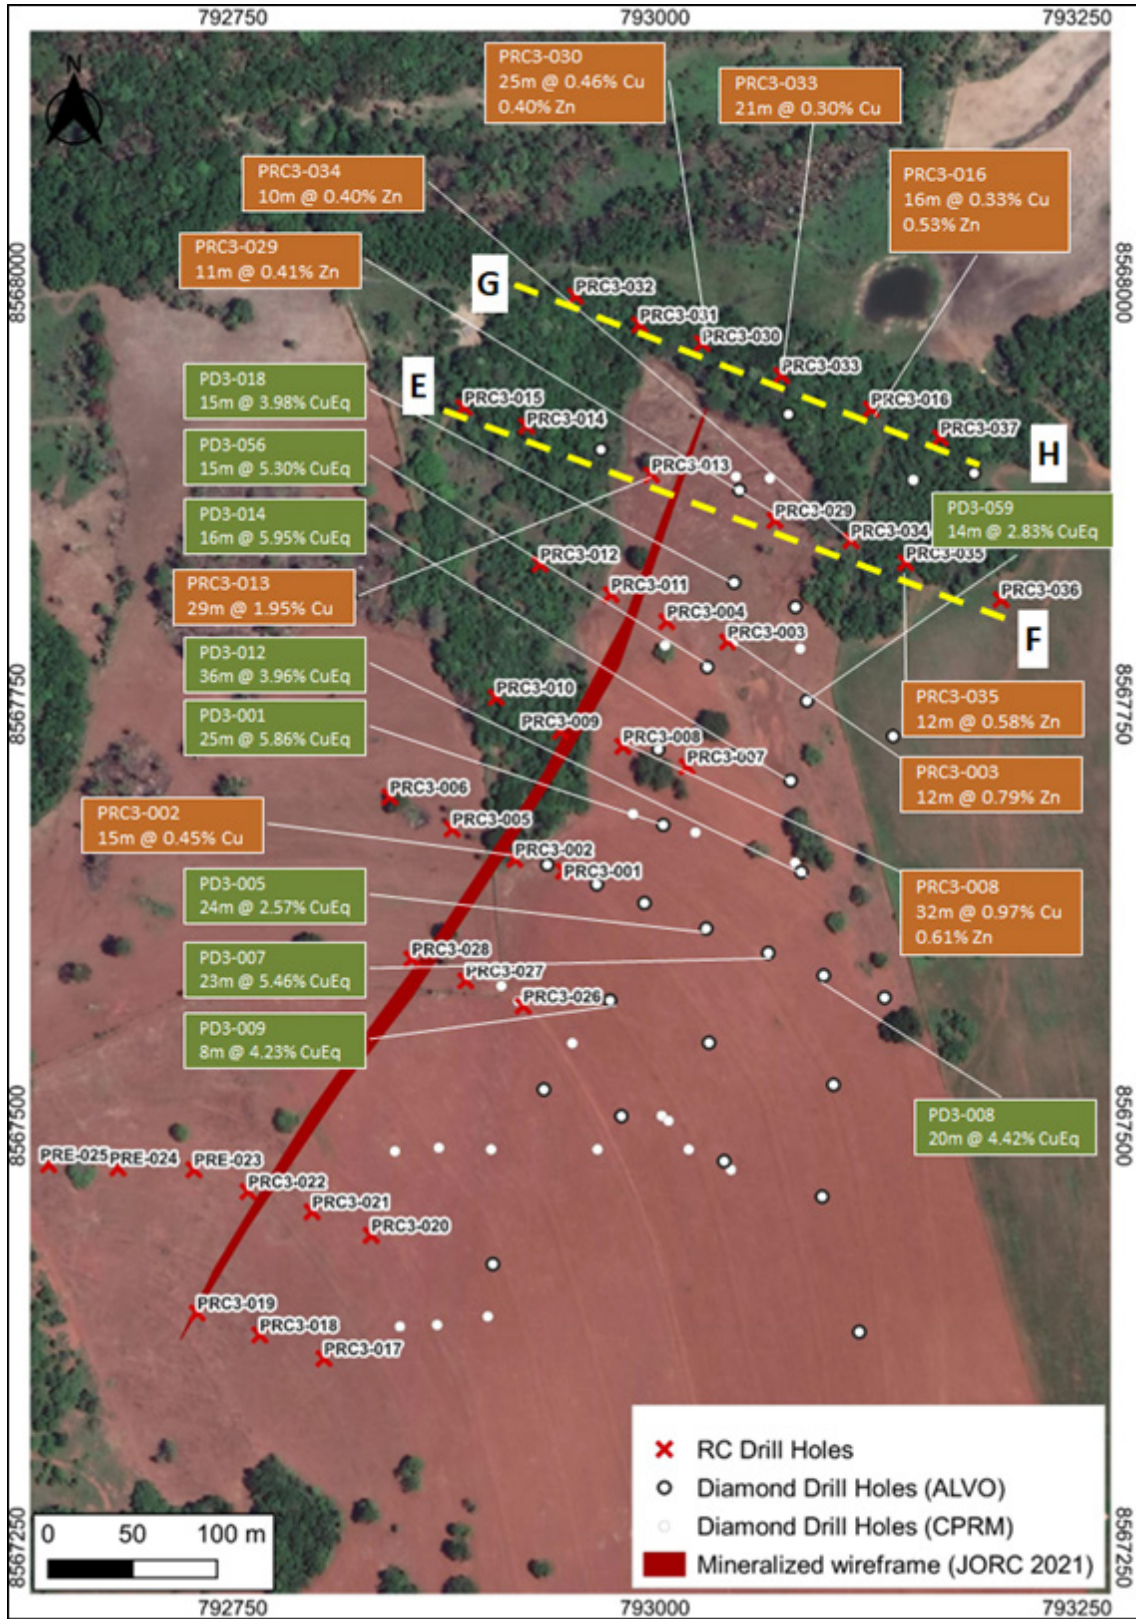 792750
793000
793250
N
PRC3-030
25m @ 0.46% Cu
0.40% Zn
PRC3-033
21m @ 0.30% Cu
PRC3-034
10m @ 0.40% Zn
PRC3-016
16m @ 0.33% Cu
0.53% Zn
PRC3-029
11m @ 0.41% Zn
8568000
8568000
G
PRC3-032
PRC3-031
PRC3-030
PRC3-033
PRC3-016
PRC3-037
H
PD3-018
15m @ 3.98% CuEq
E
PRC3-015
PRC3-014
PRC3-013
PRC3-029
PRC3-034
PRC3-035
PRC3-036
F
PD3-056
15m @ 5.30% CuEq
PD3-014
16m @ 5.95% CuEq
PD3-059
14m @ 2.83% CuEq
PRC3-013
29m @ 1.95% Cu
PRC3-012
PRC3-011
PRC3-004
PRC3-003
PD3-012
36m @ 3.96% CuEq
PD3-001
25m @ 5.86% CuEq
8567750
8567750
PRC3-010
PRC3-009
PRC3-008
PRC3-007
PRC3-035
12m @ 0.58% Zn
PRC3-003
12m @ 0.79% Zn
PRC3-006
PRC3-005
PRC3-002
15m @ 0.45% Cu
PRC3-002
PRC3-001
PRC3-008
32m @ 0.97% Cu
0.61% Zn
PD3-005
24m @ 2.57% CuEq
PD3-007
23m @ 5.46% CuEq
PRC3-028
PRC3-027
PRC3-026
PD3-009
8m @ 4.23% CuEq
PD3-008
20m @ 4.42% CuEq
8567500
8567500
PRE-025
PRE-024
PRE-023
PRC3-022
PRC3-021
PRC3-020
PRC3-019
PRC3-018
PRC3-017
RC Drill Holes
Diamond Drill Holes (ALVO)
Diamond Drill Holes (CPRM)
Mineralized wireframe (JORC 2021)
0 50 100 m
8567250
8567250
792750
793000
793250